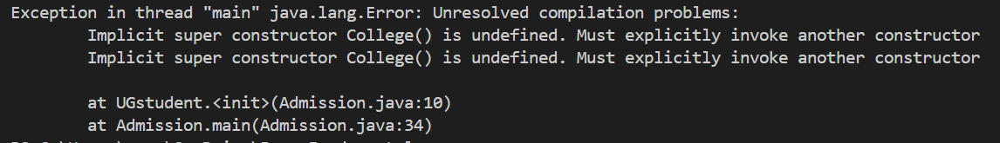 Exception in thread "main" java.lang.Error: Unresolved compilation problems:
Implicit super constructor College() is undefined. Must explicitly invoke another constructor
Implicit super constructor College() is undefined. Must explicitly invoke another constructor
at UGstudent.<init>(Admission.java:10)
at Admission.main(Admission.java:34)